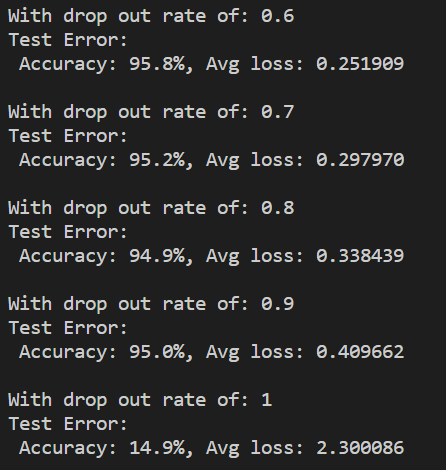 With drop out rate of: 0.6
Test Error:
Accuracy: 95.8%, Avg loss: 0.251909
With drop out rate of: 0.7
Test Error:
Accuracy: 95.2%, Avg loss: 0.297970
With drop out rate of: 0.8
Test Error:
Accuracy: 94.9%, Avg loss: 0.338439
With drop out rate of: 0.9
Test Error:
Accuracy: 95.0%, Avg loss: 0.409662
With drop out rate of: 1
Test Error:
Accuracy: 14.9%, Avg loss: 2.300086